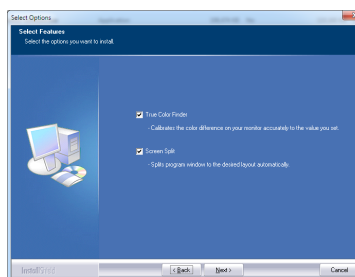 Select Options
Select Features
Select the options you want to install.
True Color Finder
- Calibrates the color difference on your monitor accurately to the value you set.
Screen Split
- Splits program window to the desired layout automatically.
InstallShield
< Back
Next >
Cancel